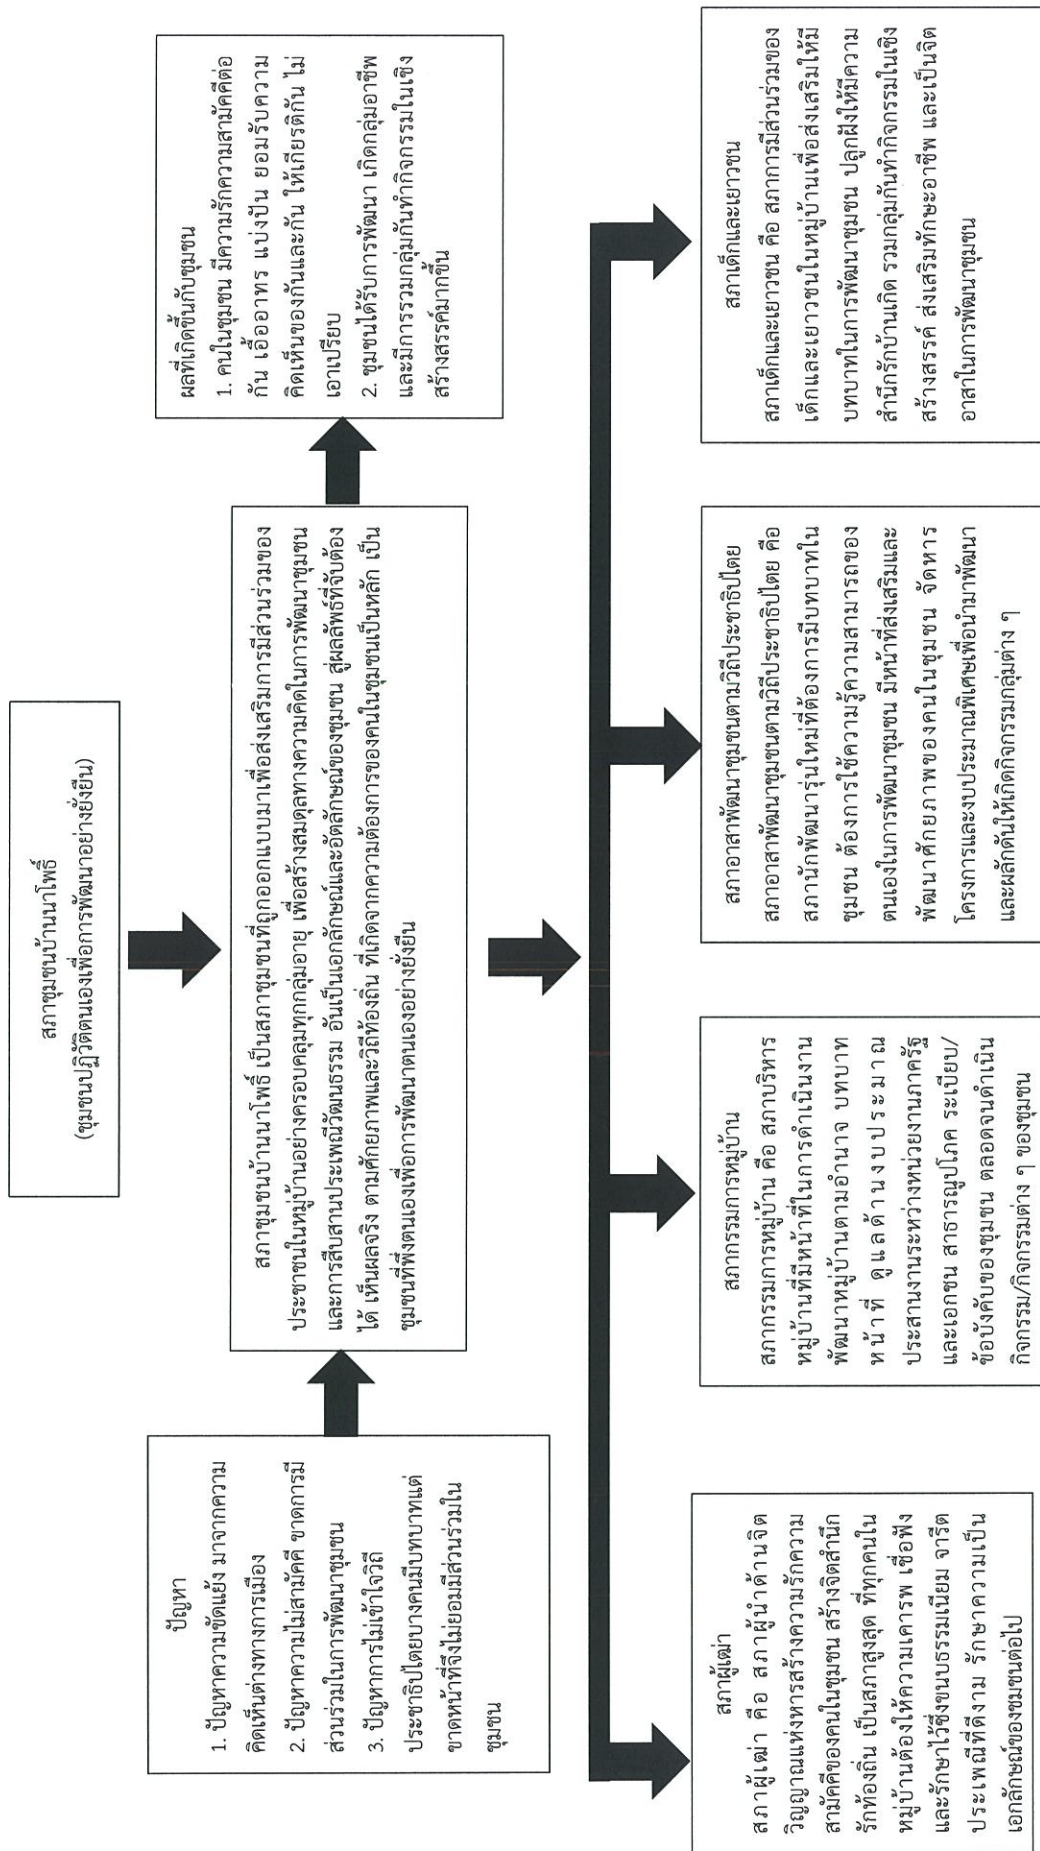 สภาชุมชนบ้านนาโพธิ์
(ชุมชนปฏิวัติตนเองเพื่อการพัฒนาอย่างยั่งยืน)
ปัญหา
1. ปัญหาความขัดแย้ง มาจากความ
คิดเห็นต่างทางการเมือง
2. ปัญหาความไม่สามัคคี ขาดการมี
ส่วนร่วมในการพัฒนาชุมชน
3. ปัญหาการไม่เข้าใจวิถี
ประชาธิปไตยบางคนมีบทบาทแต่
ขาดหน้าที่จึงไม่ยอมมีส่วนร่วมใน
ชุมชน
สภาชุมชนบ้านนาโพธิ์ เป็นสภาชุมชนที่ถูกออกแบบมาเพื่อส่งเสริมการมีส่วนร่วมของ
ประชาชนในหมู่บ้านอย่างครอบคลุมทุกกลุ่มอายุ เพื่อสร้างสมดุลทางความคิดในการพัฒนาชุมชน
และการสืบสานประเพณีวัฒนธรรม อันเป็นเอกลักษณ์และอัตลักษณ์ของชุมชน สู่ผลลัพธ์ที่จับต้อง
ได้ เห็นผลจริง ตามศักยภาพและวิถีท้องถิ่น ที่เกิดจากความต้องการของคนในชุมชนเป็นหลัก เป็น
ชุมชนที่พึ่งตนเองเพื่อการพัฒนาตนเองอย่างยั่งยืน
ผลที่เกิดขึ้นกับชุมชน
1. คนในชุมชน มีความรักความสามัคคีต่อ
กัน เอื้ออาทร แบ่งปัน ยอมรับความ
คิดเห็นของกันและกัน ให้เกียรติกัน ไม่
เอาเปรียบ
2. ชุมชนได้รับการพัฒนา เกิดกลุ่มอาชีพ
และมีการรวมกลุ่มกันทำกิจกรรมในเชิง
สร้างสรรค์มากขึ้น
สภาผู้เฒ่า
สภาผู้เฒ่า คือ สภาผู้นำด้านจิต
วิญญาณแห่งหารสร้างความรักความ
สามัคคีของคนในชุมชน สร้างจิตสำนึก
รักท้องถิ่น เป็นสภาสูงสุด ที่ทุกคนใน
หมู่บ้านต้องให้ความเคารพ เชื่อฟัง
และรักษาไว้ซึ่งขนบธรรมเนียม จารีต
ประเพณีที่ดีงาม รักษาความเป็น
เอกลักษณ์ของชมชนต่อไป
สภากรรมการหมู่บ้าน
สภากรรมการหมู่บ้าน คือ สภาบริหาร
หมู่บ้านที่มีหน้าที่ในการดำเนินงาน
พัฒนาหมู่บ้านตามอำนาจ บทบาท
หน้าที่ ดูแลด้านงบประมาณ
ประสานงานระหว่างหน่วยงานภาครัฐ
และเอกชน สาธารณูปโภค ระเบียบ/
ข้อบังคับของชุมชน ตลอดจนดำเนิน
กิจกรรม/กิจกรรมต่าง ๆ ของชุมชน
สภาอาสาพัฒนาชุมชนตามวิถีประชาธิปไตย
สภาอาสาพัฒนาชุมชนตามวิถีประชาธิปไตย คือ
สภานักพัฒนารุ่นใหม่ที่ต้องการมีบทบาทใน
ชุมชน ต้องการใช้ความรู้ความสามารถของ
ตนเองในการพัฒนาชุมชน มีหน้าที่ส่งเสริมและ
พัฒนาศักยภาพของคนในชุมชน จัดหาร
โครงการและงบประมาณพิเศษเพื่อนำมาพัฒนา
และผลักดันให้เกิดกิจกรรมกลุ่มต่าง ๆ
สภาเด็กและเยาวชน
สภาเด็กและเยาวชน คือ สภาการมีส่วนร่วมของ
เด็กและเยาวชนในหมู่บ้านเพื่อส่งเสริมให้มี
บทบาทในการพัฒนาชุมชน ปลูกฝังให้มีความ
สำนึกรักบ้านเกิด รวมกลุ่มกันทำกิจกรรมในเชิง
สร้างสรรค์ ส่งเสริมทักษะอาชีพ และเป็นจิต
อาสาในการพัฒนาชุมชน